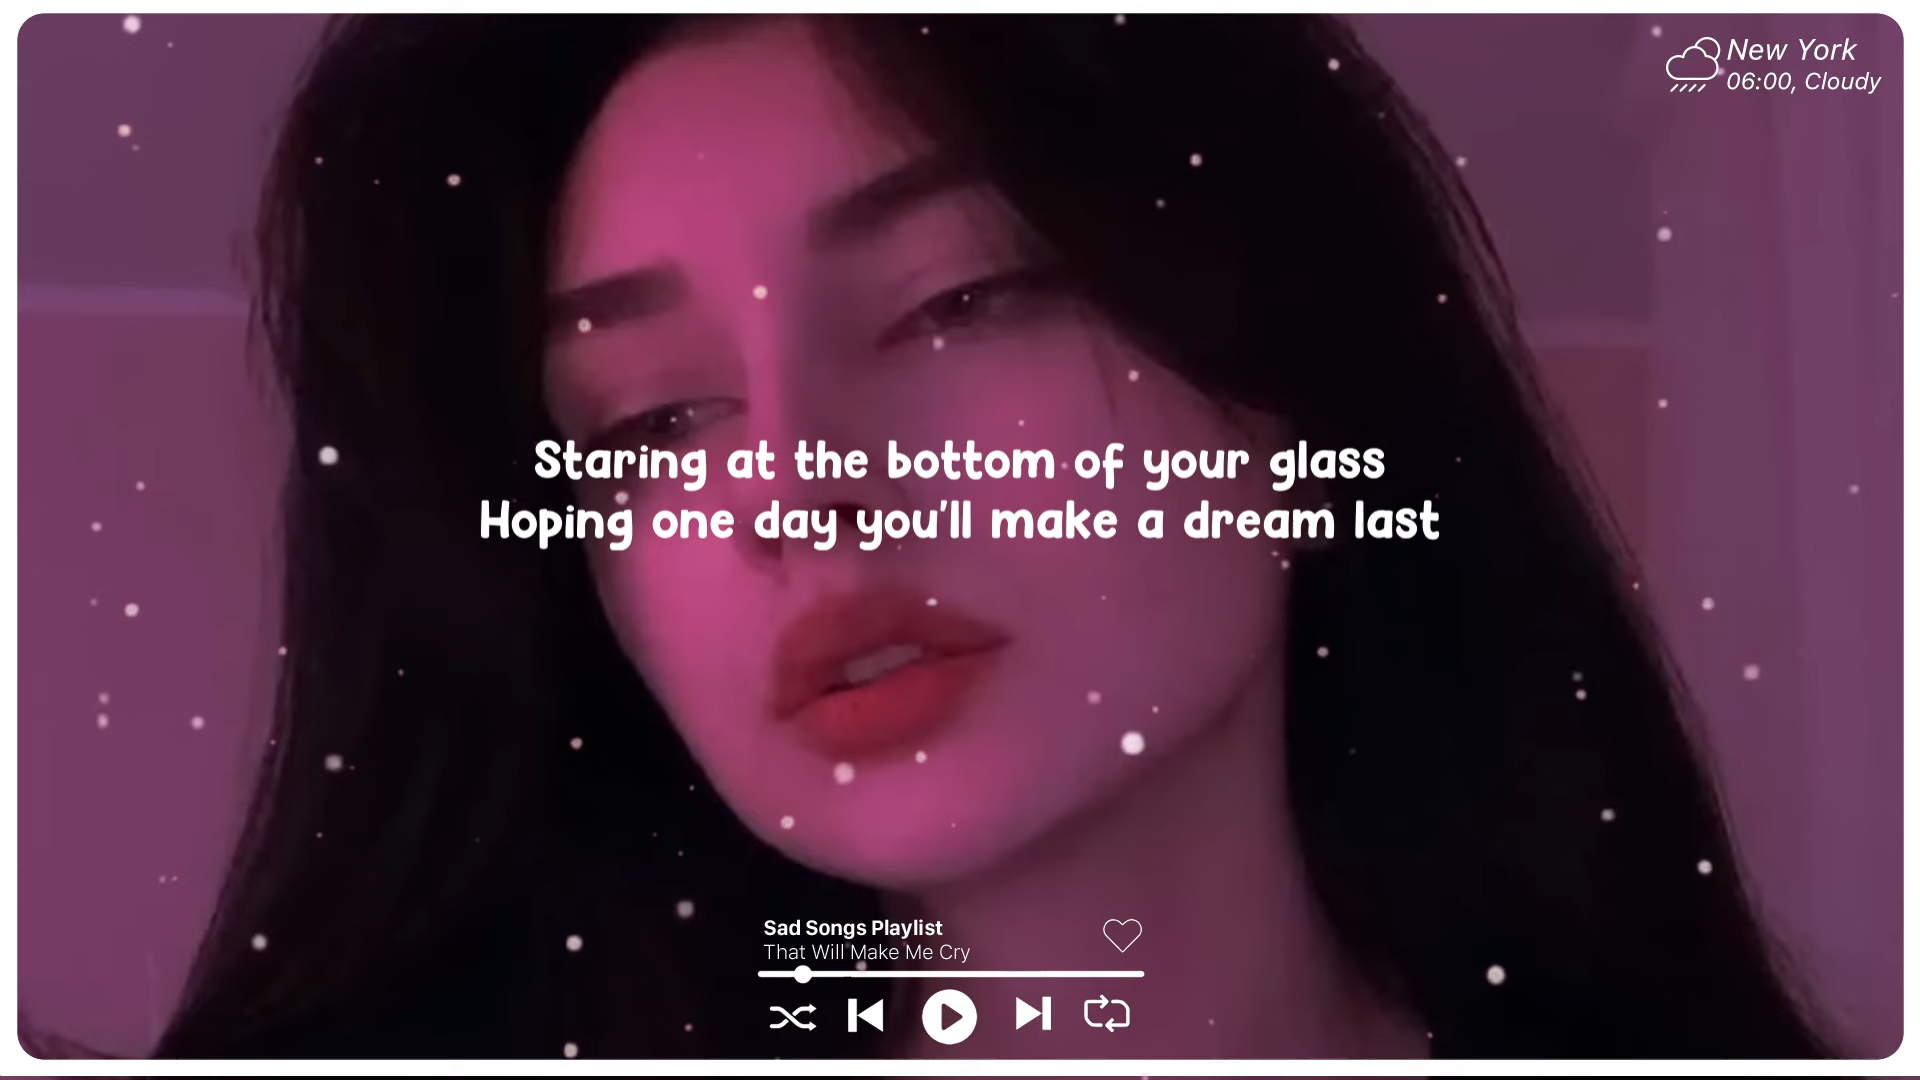 New York
06:00, Cloudy
Staring at the bottom of your glass
Hoping one day you'll make a dream last
Sad Songs Playlist
That Will Make Me Cry